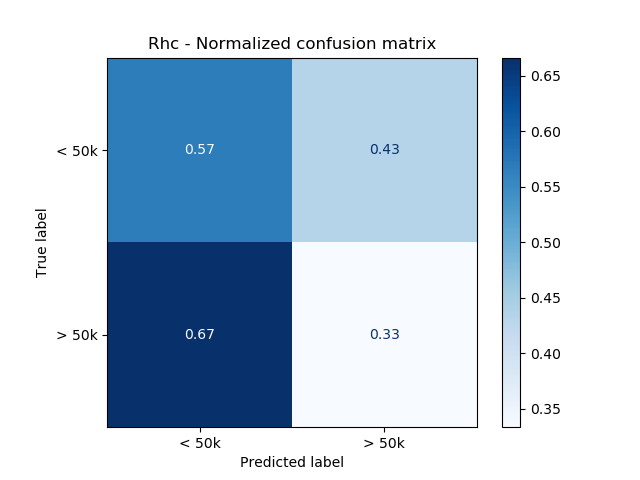 Rhc - Normalized confusion matrix
True label
< 50k
0.57
0.43
> 50k
0.67
0.33
< 50k
> 50k
Predicted label
0.65
0.60
0.55
0.50
0.45
0.40
0.35